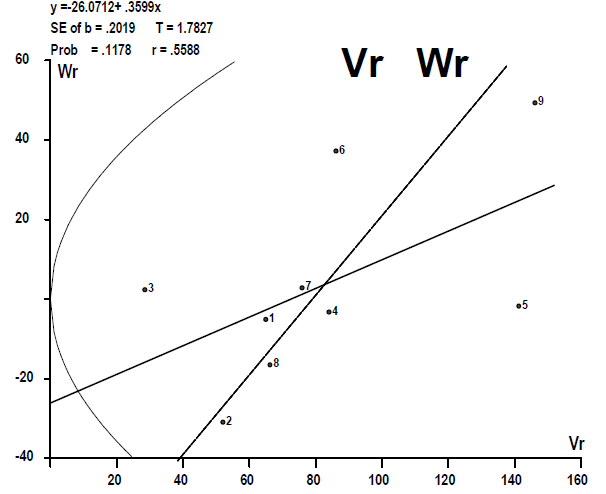 y =-26.0712+ .3599x
SE of b = .2019 T = 1.7827
Prob = .1178 r = .5588
60
Wr
Vr Wr
9
40
6
20
3
7
1
4
5
8
-20
2
Vr
-40
20 40 60 80 100 120 140 160